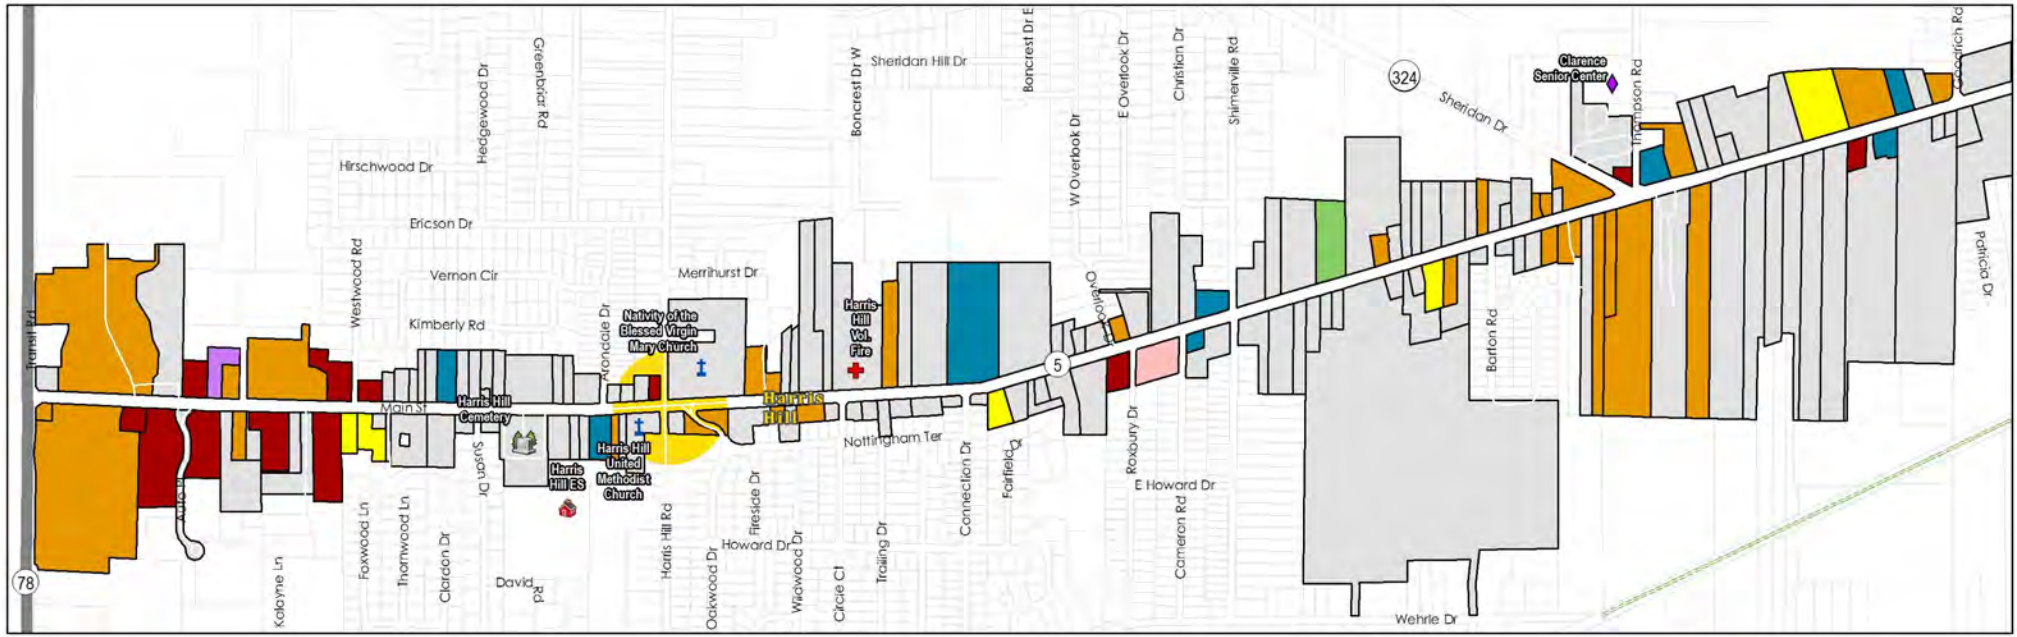 Greenbriar Rd
Hedgewood Dr
Boncrest Dr W
Sheridan Hill Dr
Boncrest Dr E
E Overlook Dr
Christian Dr
Shimerville Rd
324
Sheridan Dr
Clarence
Senior Center
Thompson Rd
Goodrich Rd
Hirschwood Dr
Ericson Dr
W Overlook Dr
Vernon Cir
Westwood Rd
Kimberly Rd
Merrihurst Dr
Arondale Dr
Nativity of the
Blessed Virgin
Mary Church
Harris
Hill
Vol.
Fire
Patricia Dr
Transit Rd
Main St
Harris Hill
Cemetery
Harris
Hill
5
Barton Rd
Nottingham Ter
Susan Dr
Harris
Hill ES
Harris Hill
United
Methodist
Church
Auto Pl
Foxwood Ln
Thornwood Ln
Clardon Dr
David
Rd
Harris Hill Rd
Fireside Dr
Howard Dr
Oakwood Dr
Wildwood Dr
Circle Ct
Trailing Dr
Connection Dr
Fairfield Dr
Roxbury Dr
E Howard Dr
Cameron Rd
Kalayne Ln
78
Wehrle Dr